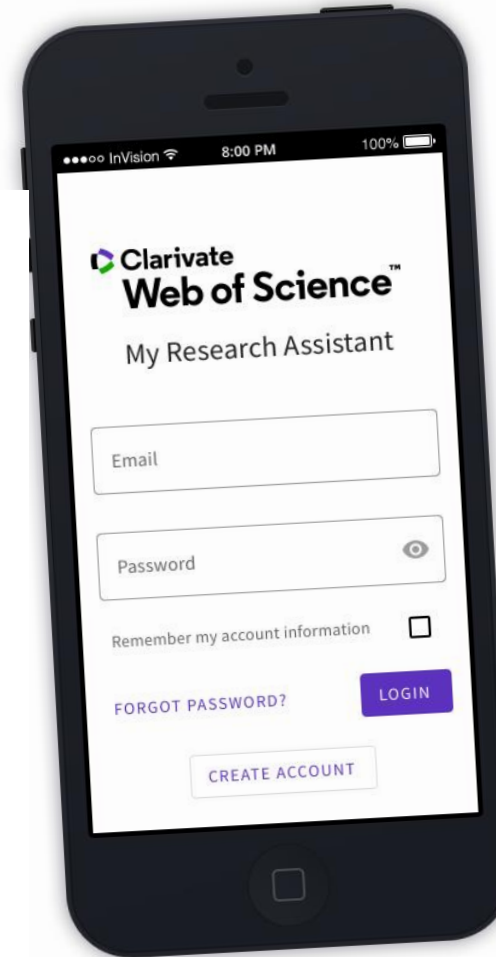 InVision 8:00 PM 100%
Clarivate
Web of Science™
My Research Assistant
Email
Password
Remember my account information
FORGOT PASSWORD? LOGIN
CREATE ACCOUNT